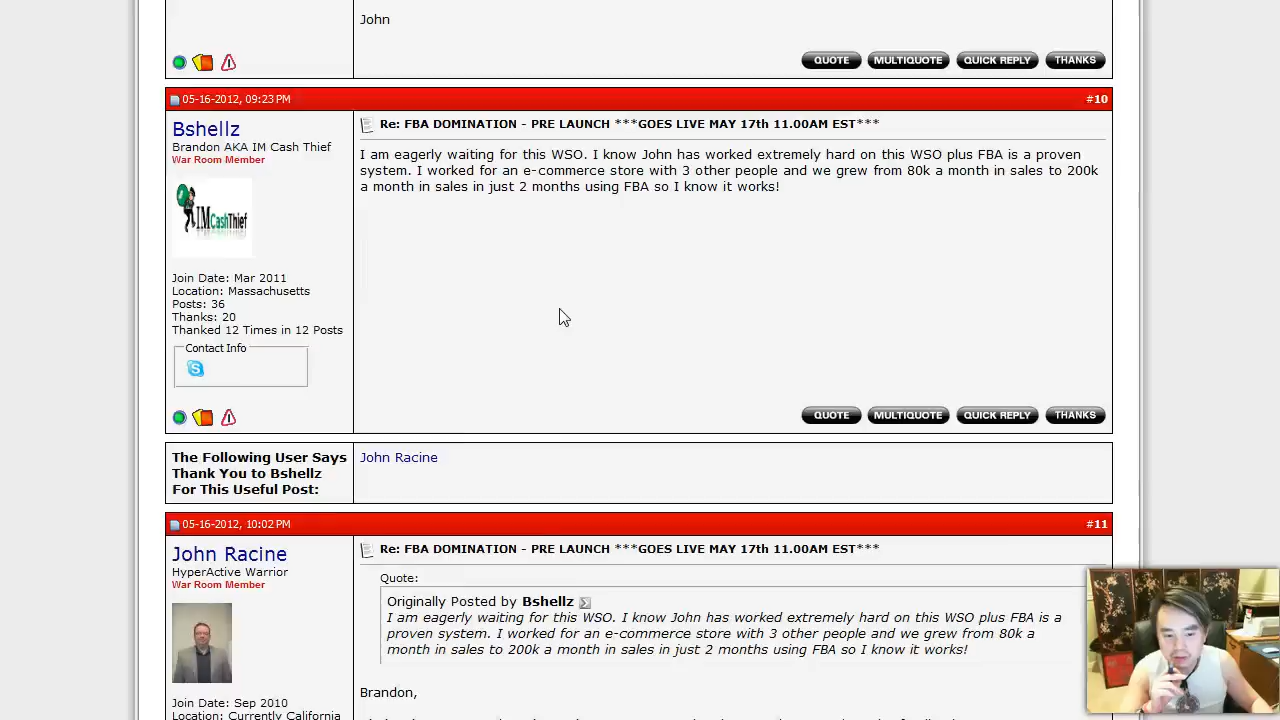 John
QUOTE MULTIQUOTE QUICK REPLY THANKS
05-16-2012, 09:23 PM #10
Bshellz
Brandon AKA IM Cash Thief
War Room Member
IMCashThief
Join Date: Mar 2011
Location: Massachusetts
Posts: 36
Thanks: 20
Thanked 12 Times in 12 Posts
Contact Info
Re: FBA DOMINATION - PRE LAUNCH ***GOES LIVE MAY 17th 11.00AM EST***
I am eagerly waiting for this WSO. I know John has worked extremely hard on this WSO plus FBA is a proven
system. I worked for an e-commerce store with 3 other people and we grew from 80k a month in sales to 200k
a month in sales in just 2 months using FBA so I know it works!
QUOTE MULTIQUOTE QUICK REPLY THANKS
The Following User Says
Thank You to Bshellz
For This Useful Post:
John Racine
05-16-2012, 10:02 PM #11
John Racine
HyperActive Warrior
War Room Member
Join Date: Sep 2010
Location: Currently California
Re: FBA DOMINATION - PRE LAUNCH ***GOES LIVE MAY 17th 11.00AM EST***
Quote:
Originally Posted by Bshellz
I am eagerly waiting for this WSO. I know John has worked extremely hard on this WSO plus FBA is a
proven system. I worked for an e-commerce store with 3 other people and we grew from 80k a
month in sales to 200k a month in sales in just 2 months using FBA so I know it works!
Brandon,